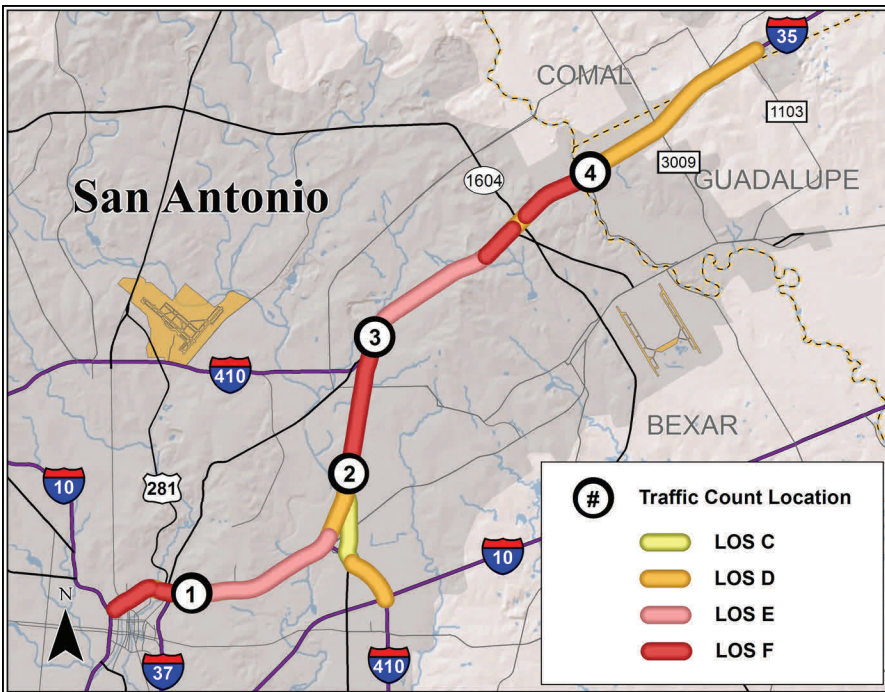 35
COMAL
1103
3009
1604
4
GUADALUPE
San Antonio
3
410
BEXAR
2
10
281
# Traffic Count Location
LOS C
10
LOS D
1
N
LOS E
37
410
LOS F